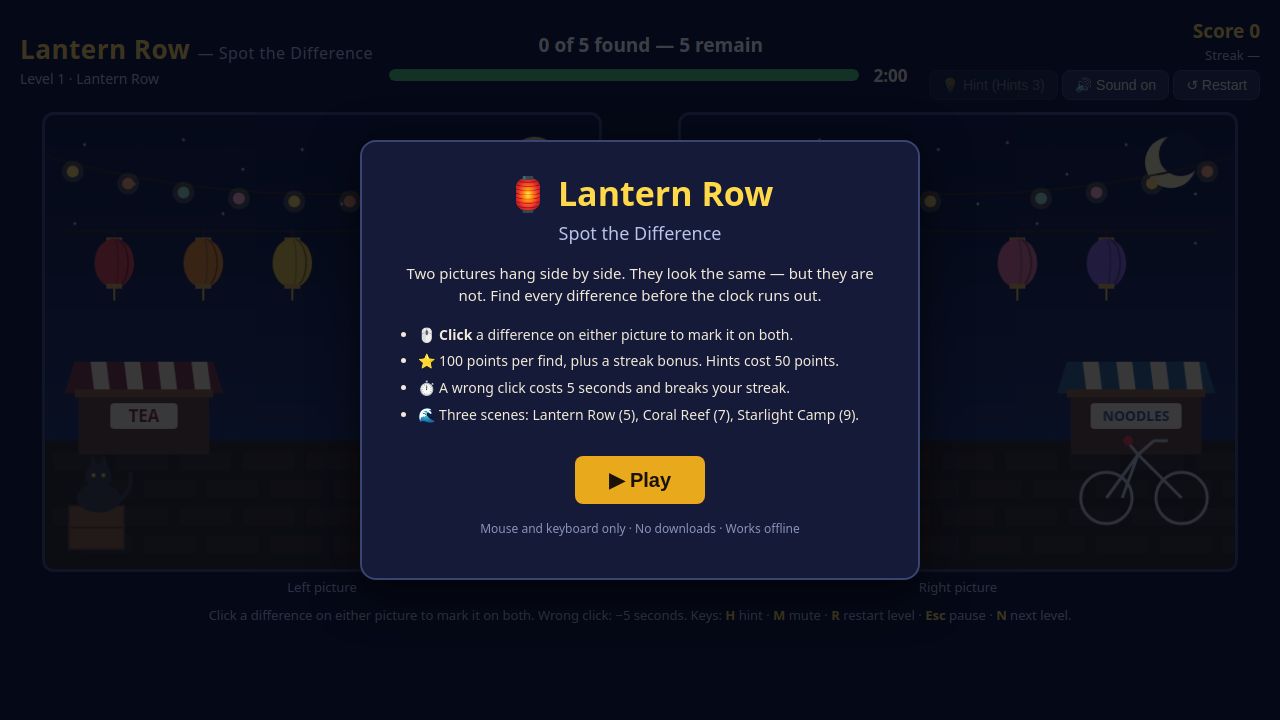 Lantern Row — Spot the Difference
Level 1 · Lantern Row
0 of 5 found — 5 remain
2:00
Score 0
Streak —
💡 Hint (Hints 3)
🔊 Sound on
↺ Restart
🏮 Lantern Row
Spot the Difference
Two pictures hang side by side. They look the same — but they are
not. Find every difference before the clock runs out.
• 🖱️ Click a difference on either picture to mark it on both.
• ⭐ 100 points per find, plus a streak bonus. Hints cost 50 points.
• ⏱️ A wrong click costs 5 seconds and breaks your streak.
• 🌊 Three scenes: Lantern Row (5), Coral Reef (7), Starlight Camp (9).
▶ Play
Mouse and keyboard only · No downloads · Works offline
TEA
NOODLES
Left picture
Right picture
Click a difference on either picture to mark it on both. Wrong click: −5 seconds. Keys: H hint · M mute · R restart level · Esc pause · N next level.